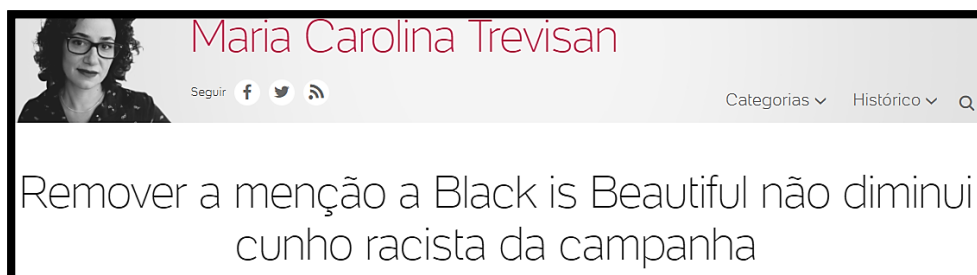 Maria Carolina Trevisan
Seguir
Categorias Histórico
Remover a menção a Black is Beautiful não diminui
cunho racista da campanha